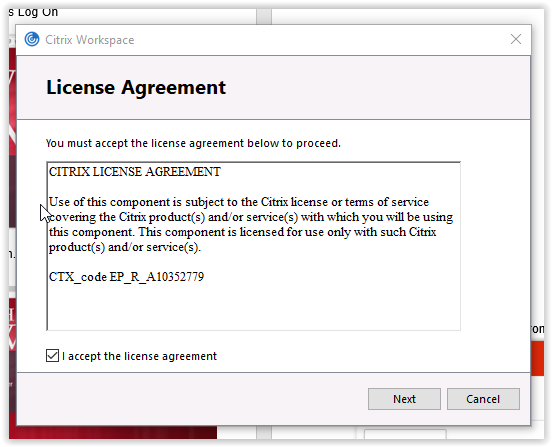 s Log On
Citrix Workspace
License Agreement
You must accept the license agreement below to proceed.
CITRIX LICENSE AGREEMENT
Use of this component is subject to the Citrix license or terms of service
covering the Citrix product(s) and/or service(s) with which you will be using
this component. This component is licensed for use only with such Citrix
product(s) and/or service(s).
CTX_code EP_R_A10352779
I accept the license agreement
Next
Cancel